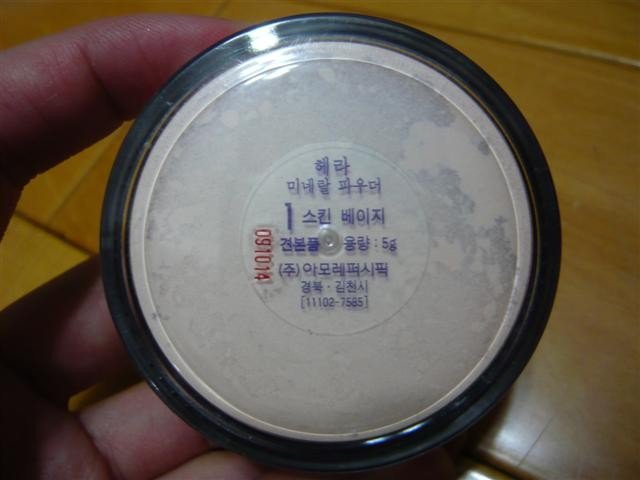 헤라
미네랄 파우더
1 스킨 베이지
견본품 용량 : 5g
(주)아모레퍼시픽
경북·김천시
[11102-7585]
091014